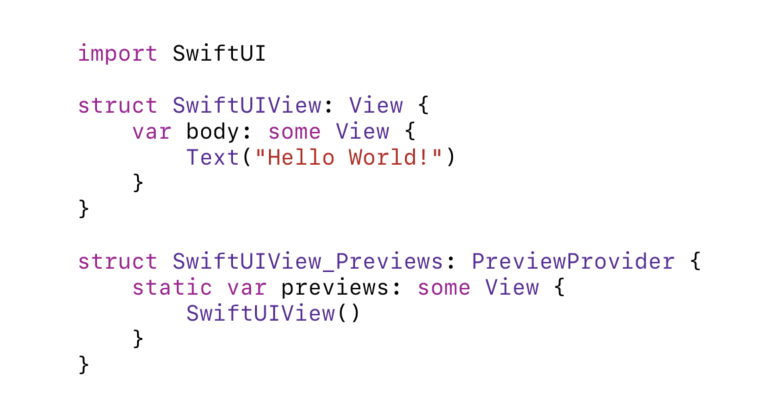 import SwiftUI

struct SwiftUIView: View {
    var body: some View {
        Text("Hello World!")
    }
}

struct SwiftUIView_Previews: PreviewProvider {
    static var previews: some View {
        SwiftUIView()
    }
}